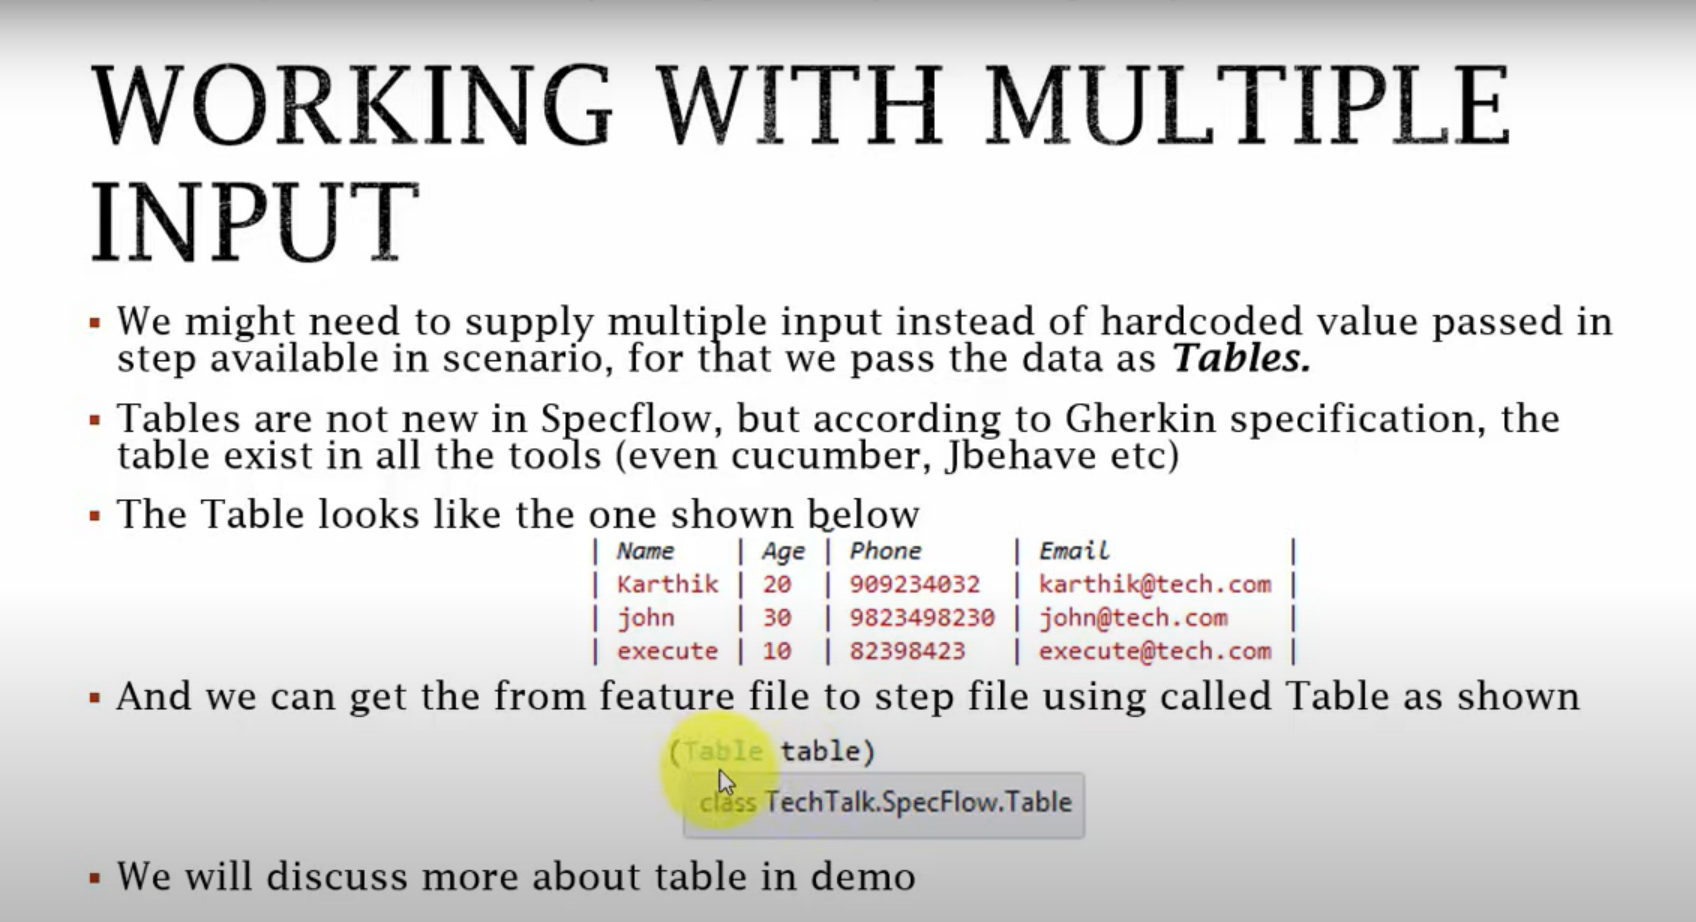 WORKING WITH MULTIPLE
INPUT
▪ We might need to supply multiple input instead of hardcoded value passed in
step available in scenario, for that we pass the data as Tables.
▪ Tables are not new in Specflow, but according to Gherkin specification, the
table exist in all the tools (even cucumber, Jbehave etc)
▪ The Table looks like the one shown below
| Name | Age | Phone | Email |
| Karthik | 20 | 909234032 | karthik@tech.com |
| john | 30 | 9823498230 | john@tech.com |
| execute | 10 | 82398423 | execute@tech.com |
▪ And we can get the from feature file to step file using called Table as shown
(Table table)
class TechTalk.SpecFlow.Table
▪ We will discuss more about table in demo